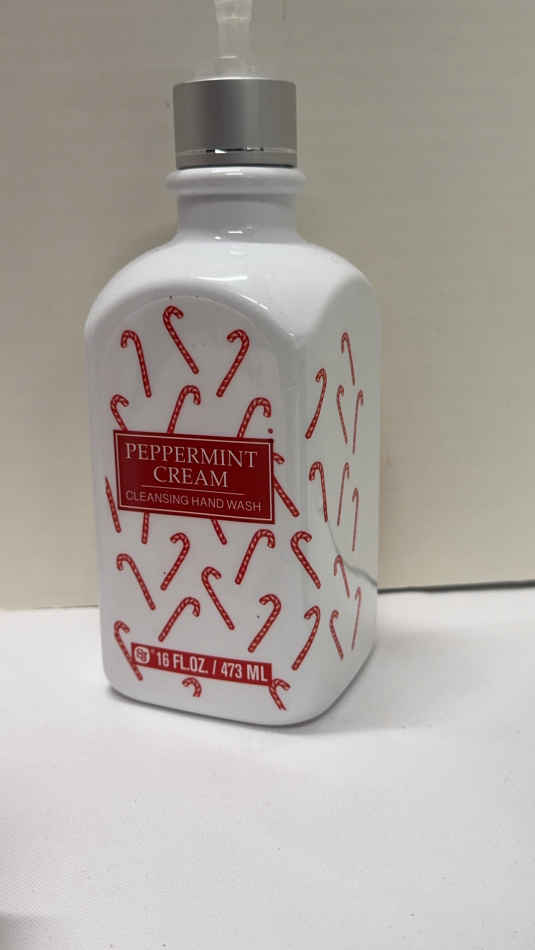 PEPPERMINT
CREAM
CLEANSING HAND WASH
16 FL.OZ. / 473 ML